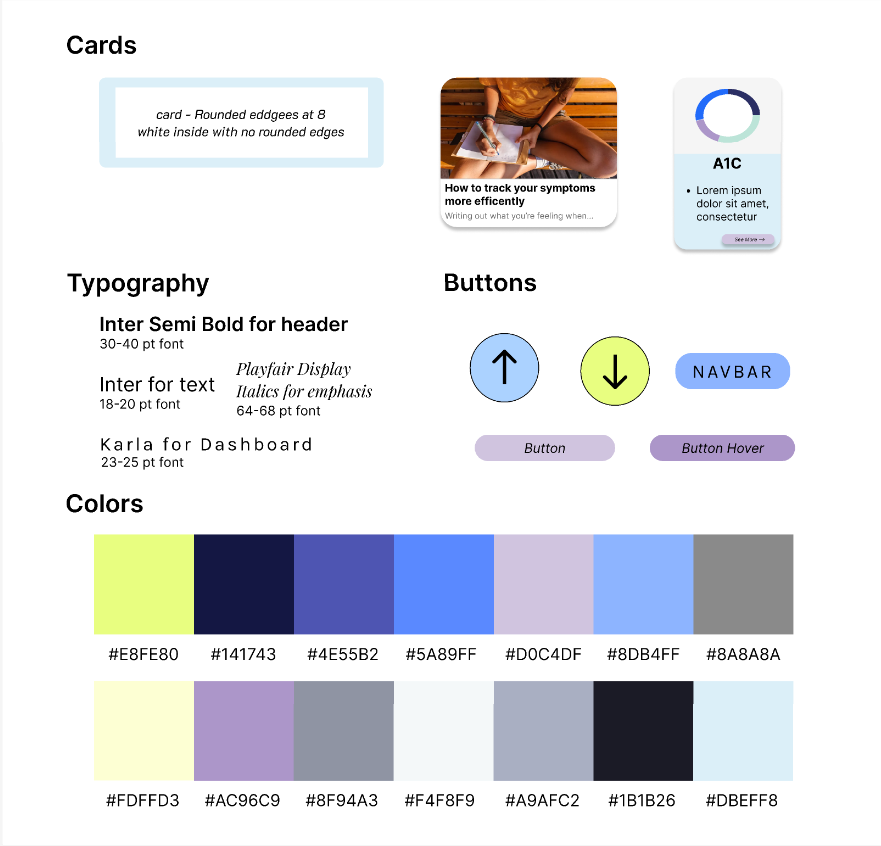 Cards
card - Rounded eddgees at 8
white inside with no rounded edges
How to track your symptoms
more efficently
Writing out what you're feeling when...
A1C
• Lorem ipsum
dolor sit amet,
consectetur
See More →
Typography
Inter Semi Bold for header
30-40 pt font
Inter for text
18-20 pt font
Playfair Display
Italics for emphasis
64-68 pt font
Karla for Dashboard
23-25 pt font
Buttons
NAVBAR
Button
Button Hover
Colors
#E8FE80 #141743 #4E55B2 #5A89FF #D0C4DF #8DB4FF #8A8A8A
#FDFFD3 #AC96C9 #8F94A3 #F4F8F9 #A9AFC2 #1B1B26 #DBEFF8